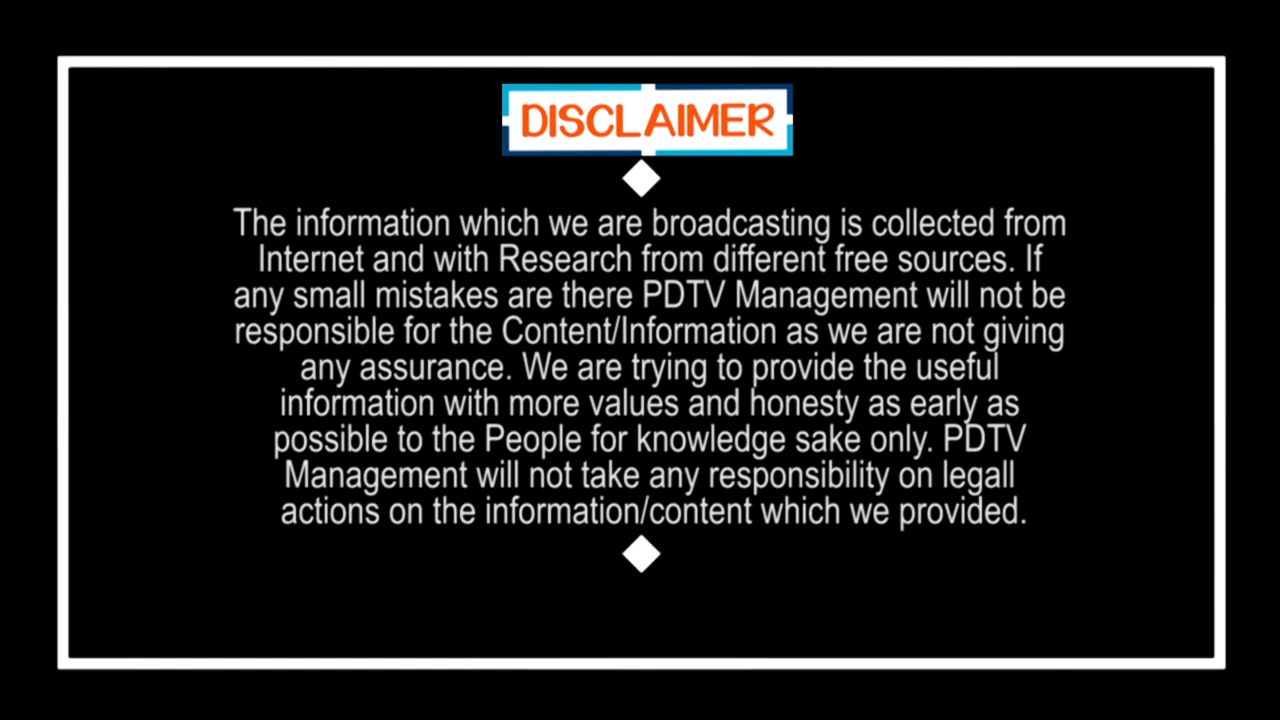 DISCLAIMER
The information which we are broadcasting is collected from
Internet and with Research from different free sources. If
any small mistakes are there PDTV Management will not be
responsible for the Content/Information as we are not giving
any assurance. We are trying to provide the useful
information with more values and honesty as early as
possible to the People for knowledge sake only. PDTV
Management will not take any responsibility on legall
actions on the information/content which we provided.